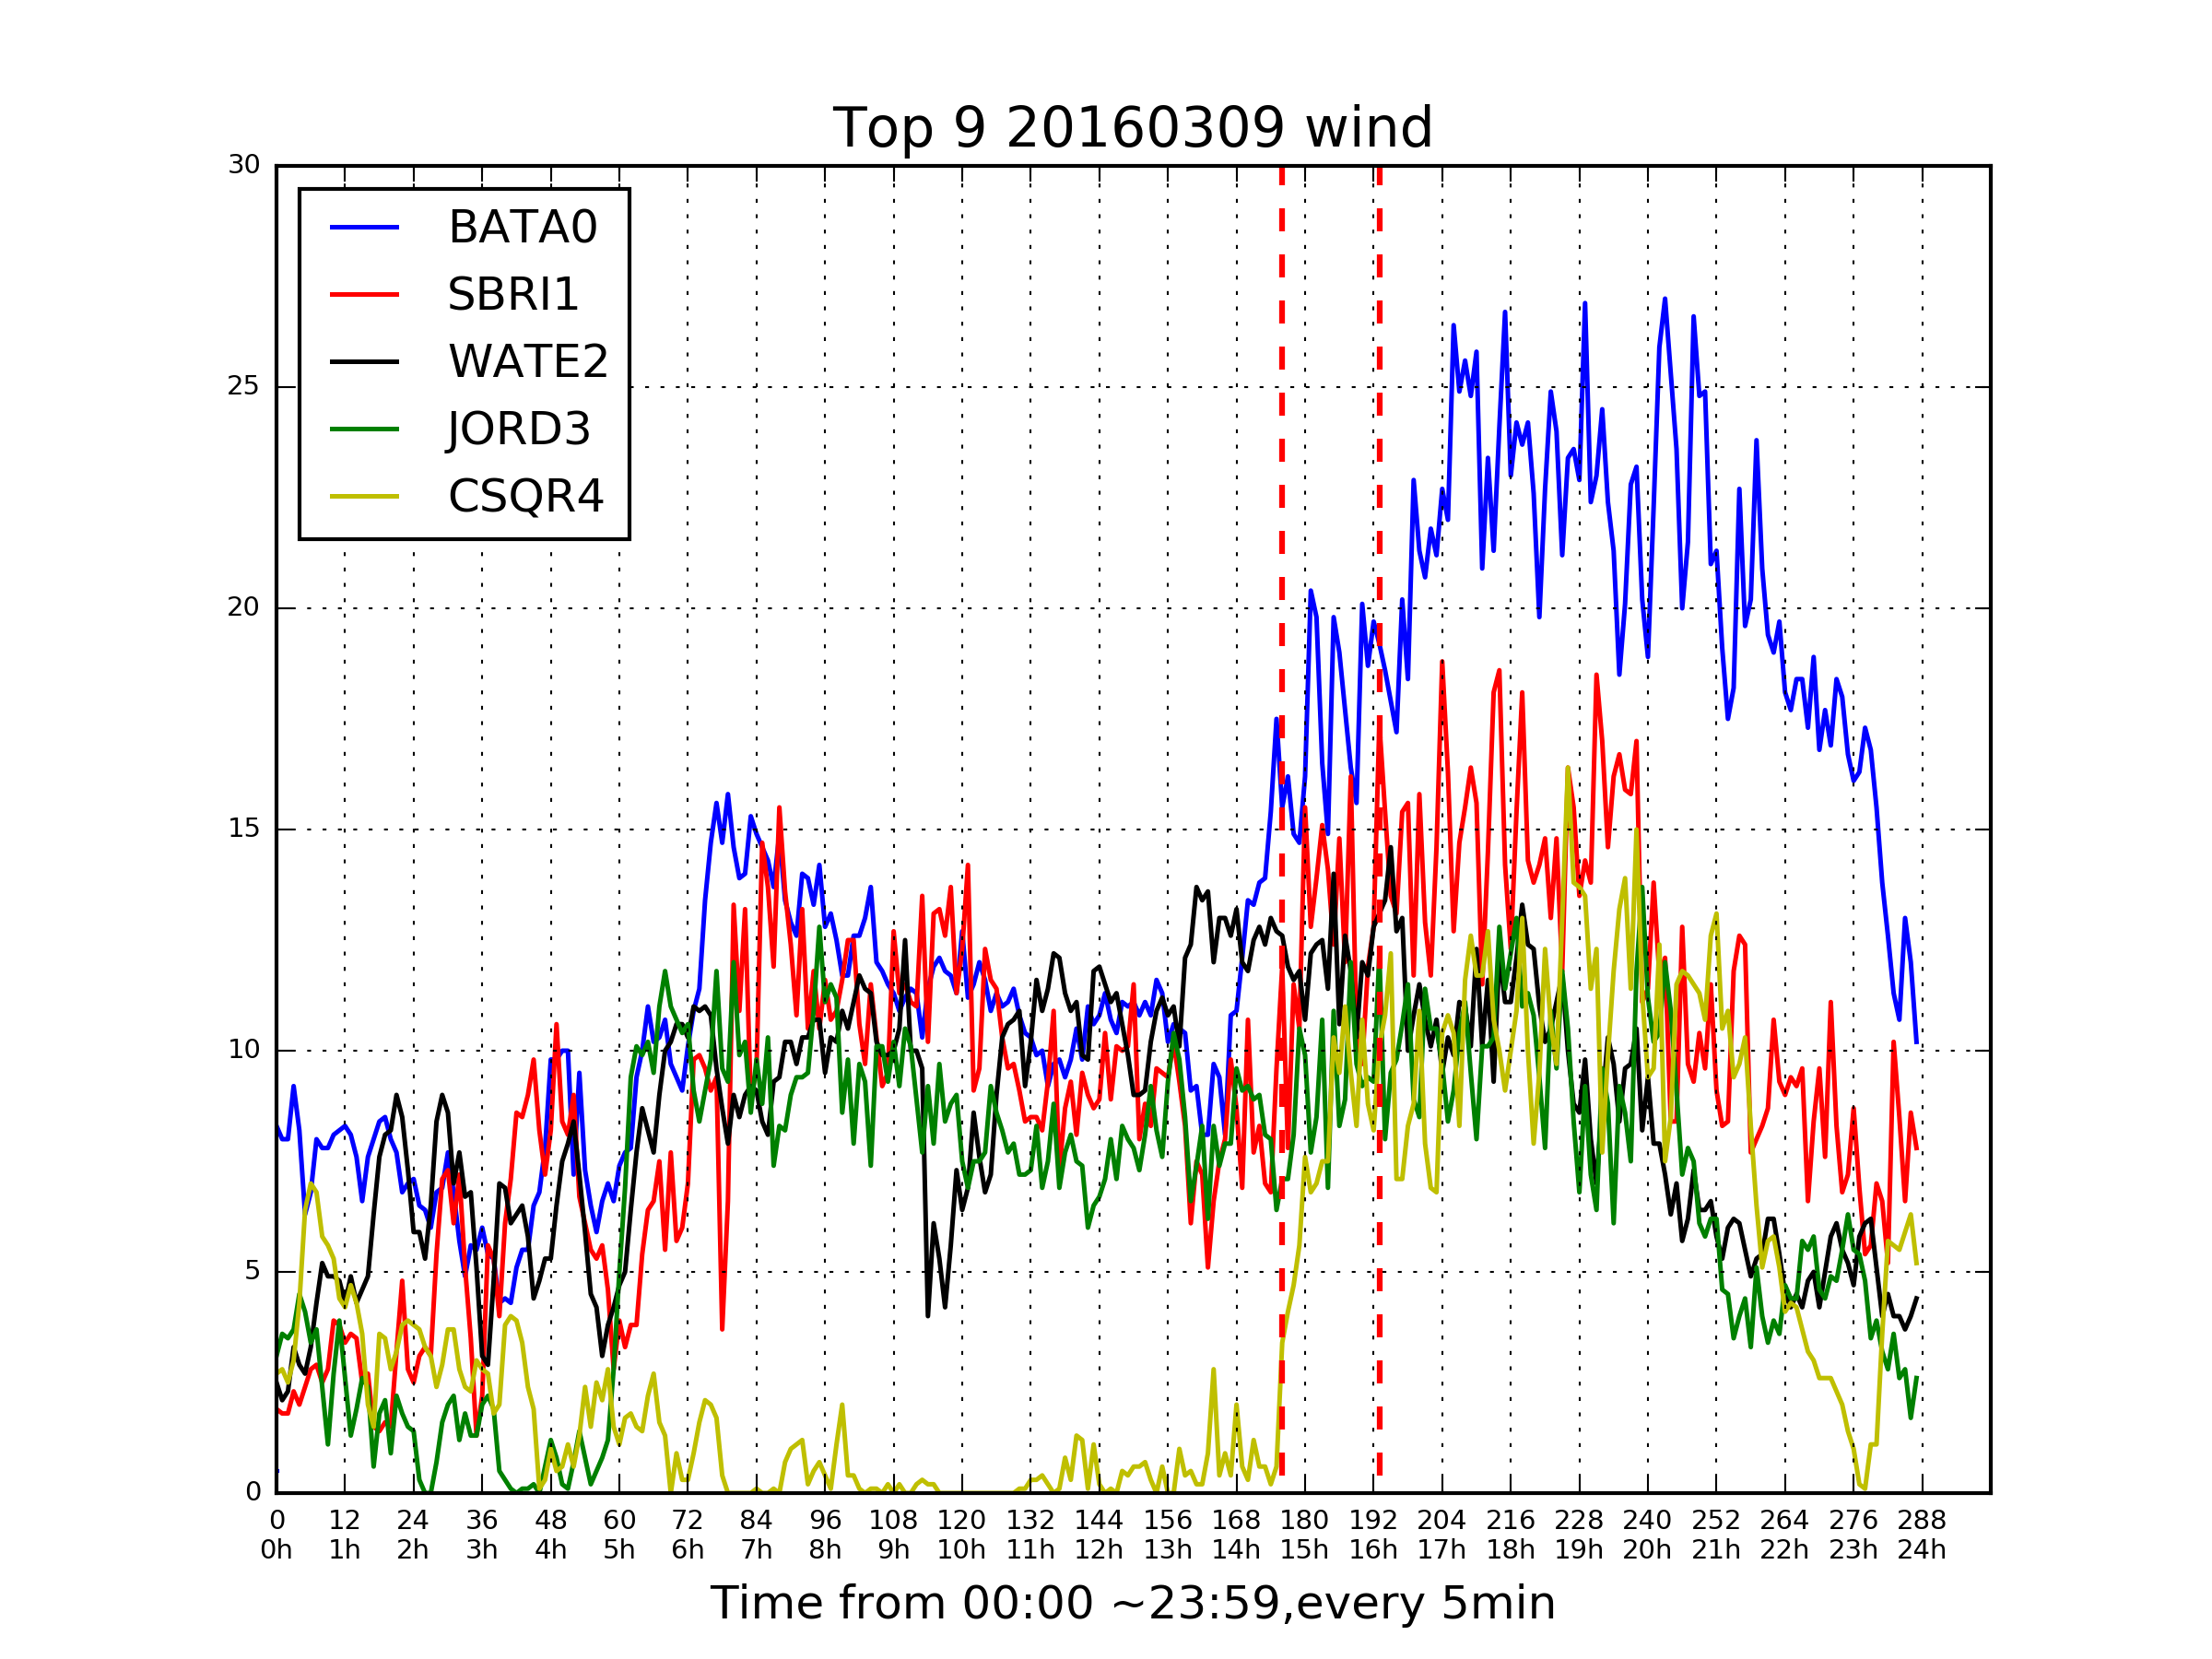 Top 9 20160309 wind
30
25
20
15
10
5
0
BATA0
SBRI1
WATE2
JORD3
CSQR4
0 12 24 36 48 60 72 84 96 108 120 132 144 156 168 180 192 204 216 228 240 252 264 276 288
0h 1h 2h 3h 4h 5h 6h 7h 8h 9h 10h 11h 12h 13h 14h 15h 16h 17h 18h 19h 20h 21h 22h 23h 24h
Time from 00:00 ~23:59,every 5min